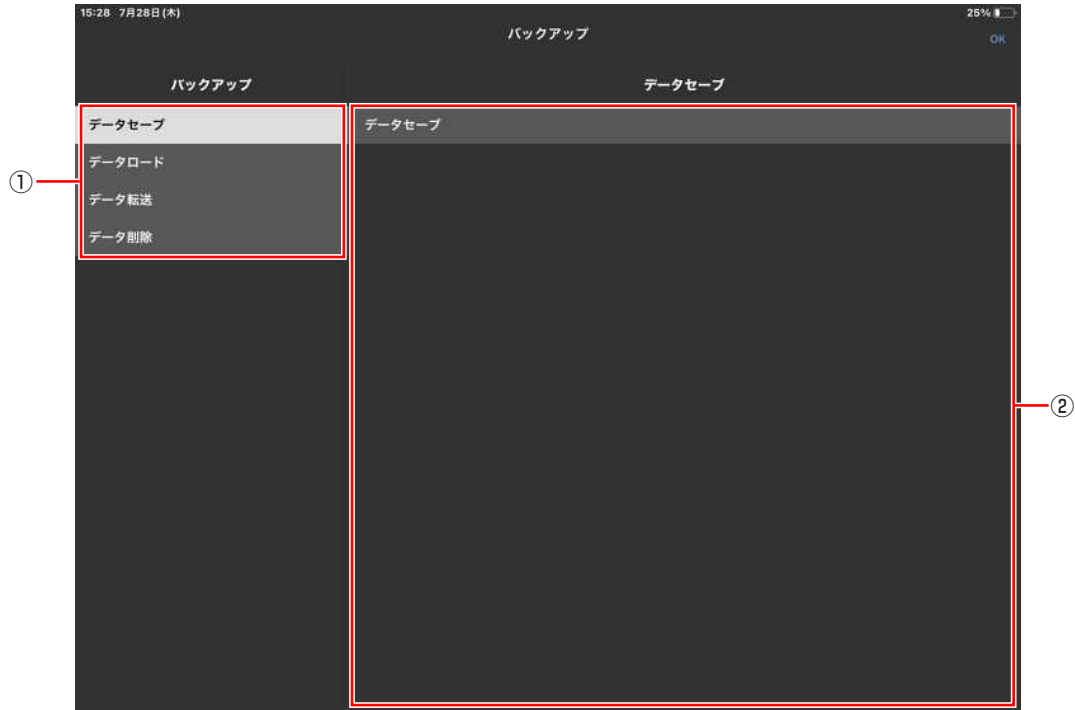 15:28 7月28日(木)
25%
バックアップ
OK
バックアップ
データセーブ
データセーブ
データロード
データ転送
データ削除
データセーブ
①
②